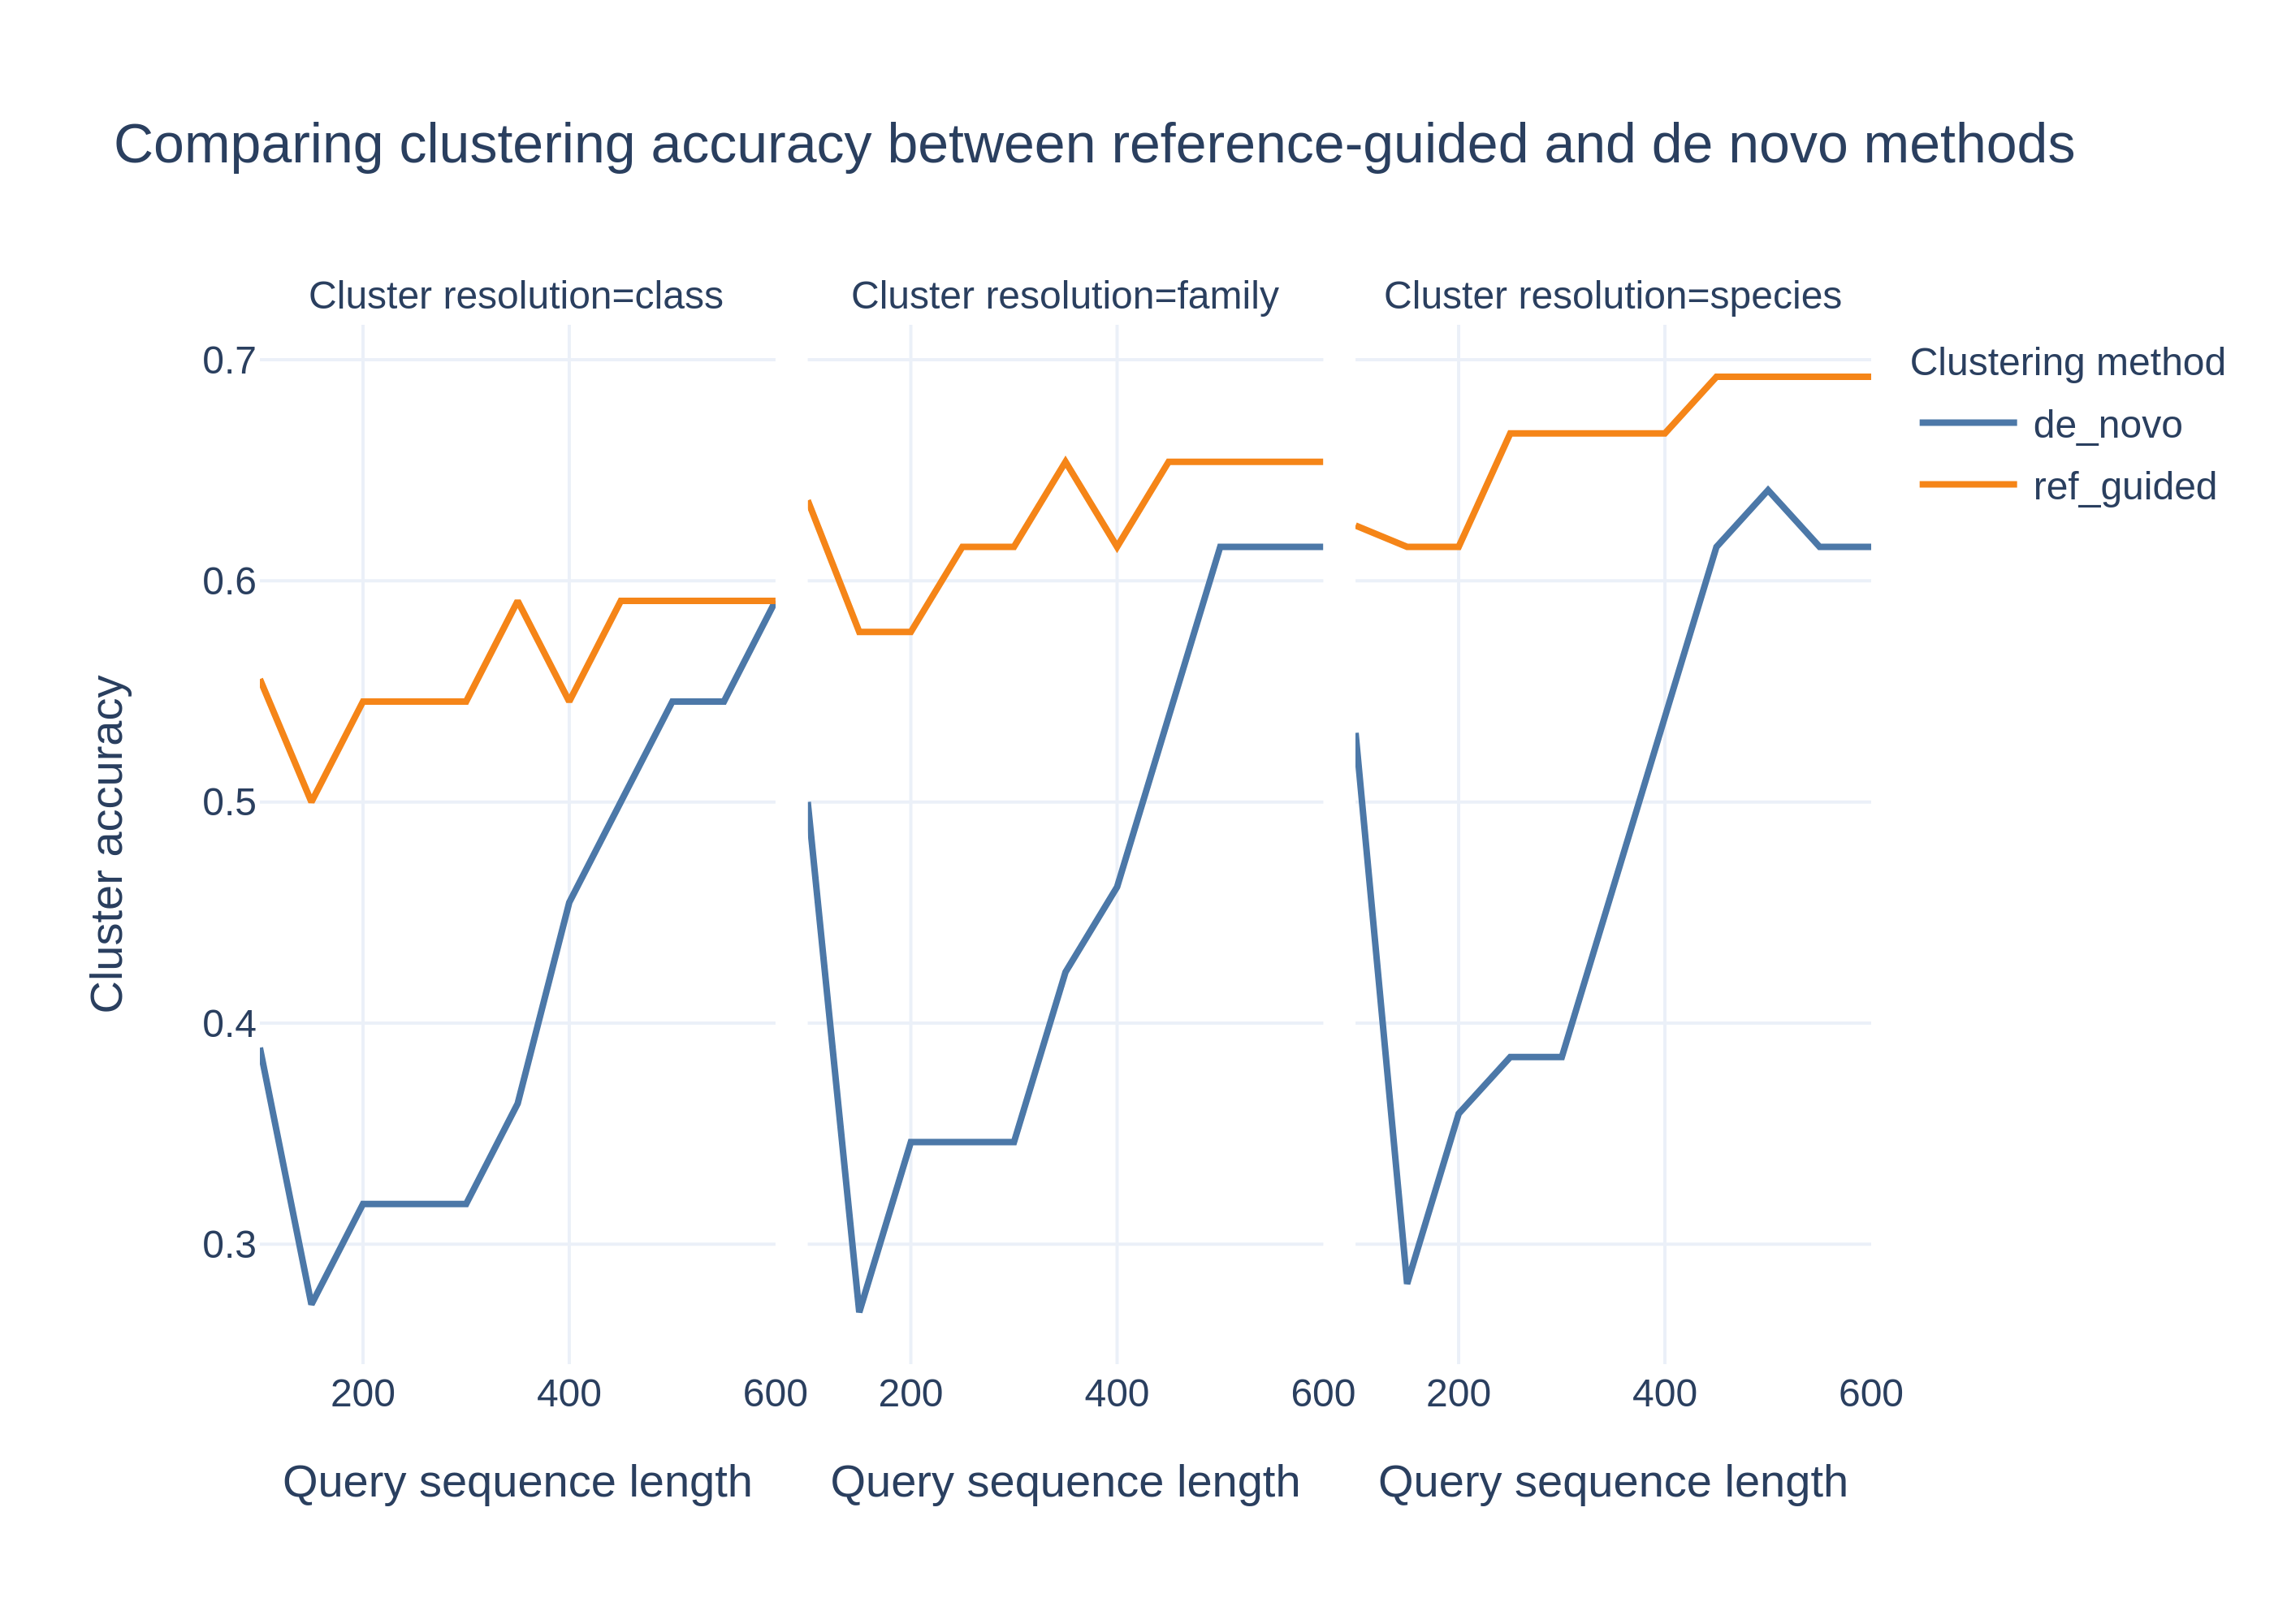 Comparing clustering accuracy between reference-guided and de novo methods
Cluster resolution=class
Cluster resolution=family
Cluster resolution=species
Clustering method
de_novo
ref_guided
Cluster accuracy
0.7
0.6
0.5
0.4
0.3
200 400 600
200 400 600
200 400 600
Query sequence length
Query sequence length
Query sequence length